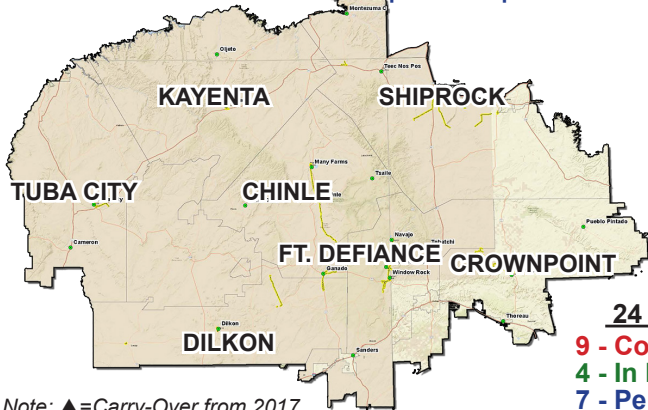 Montezuma C
Oljeto
Teec Nos Pos
KAYENTA
SHIPROCK
Many Farms
Tsaile
TUBA CITY
CHINLE
Pueblo Pintado
Navajo
Cameron
FT. DEFIANCE
CROWNPOINT
Ganado
Window Rock
24
Thoreau
Dilkon
DILKON
9 - Co
Sanders
4 - In
7 - Pe
Note: ▲=Carry-Over from 2017